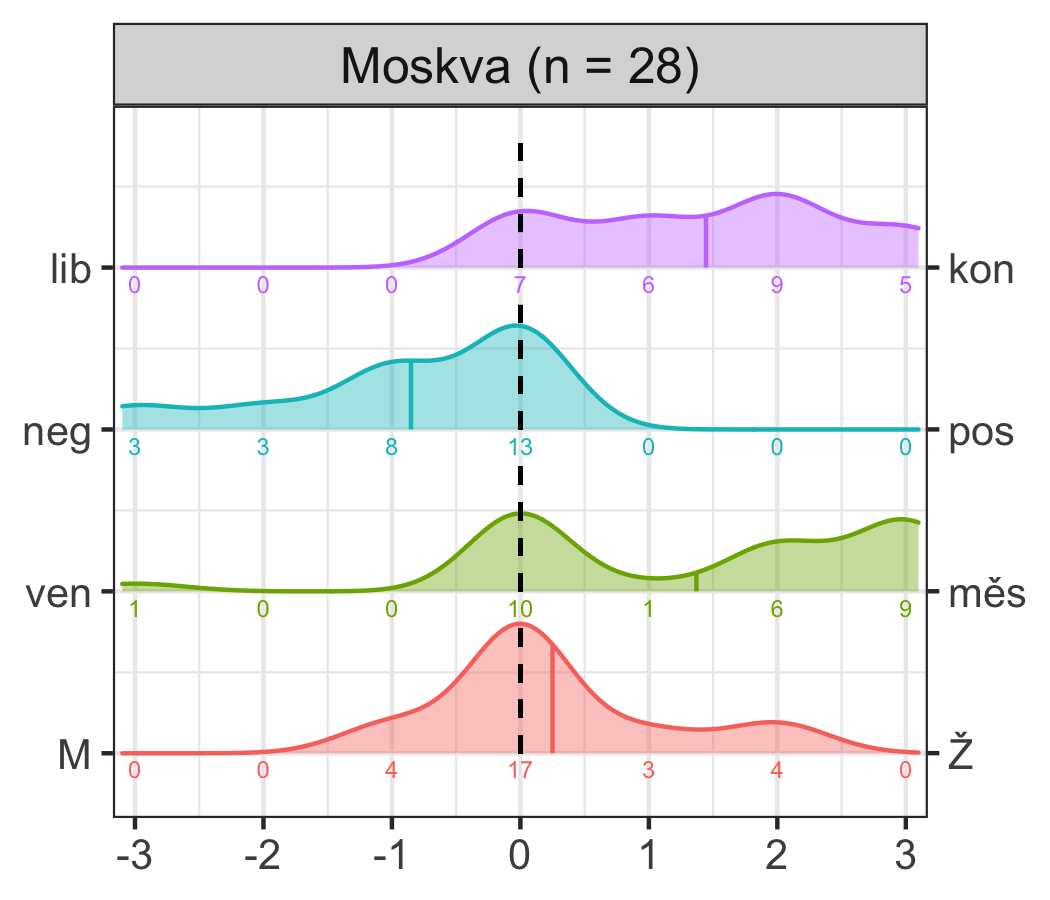 Moskva (n = 28)
lib kon
0 0 0 7 6 9 5
neg pos
3 3 8 13 0 0 0
ven měs
1 0 0 10 1 6 9
M Ž
0 0 4 17 3 4 0
-3 -2 -1 0 1 2 3